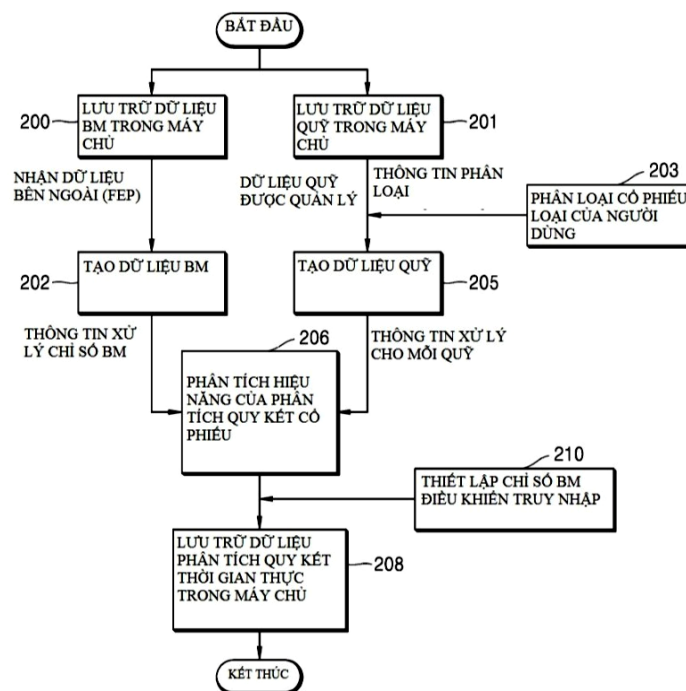 BẮT ĐẦU
200
LƯU TRỮ DỮ LIỆU
BM TRONG MÁY
CHỦ
LƯU TRỮ DỮ LIỆU
QUỸ TRONG MÁY
CHỦ
201
NHẬN DỮ LIỆU
BÊN NGOÀI (FEP)
DỮ LIỆU QUỸ
ĐƯỢC QUẢN LÝ
THÔNG TIN PHÂN
LOẠI
203
PHÂN LOẠI CỔ PHIẾU
LOẠI CỦA NGƯỜI
DÙNG
202
TẠO DỮ LIỆU BM
TẠO DỮ LIỆU QUỸ
205
THÔNG TIN XỬ
LÝ CHỈ SỐ BM
206
THÔNG TIN XỬ LÝ
CHO MỖI QUỸ
PHÂN TÍCH HIỆU
NĂNG CỦA PHÂN
TÍCH QUY KẾT CỔ
PHIẾU
210
THIẾT LẬP CHỈ SỐ BM
ĐIỀU KHIỂN TRUY NHẬP
LƯU TRỮ DỮ LIỆU
PHÂN TÍCH QUY KẾT
THỜI GIAN THỰC
TRONG MÁY CHỦ
208
KẾT THÚC